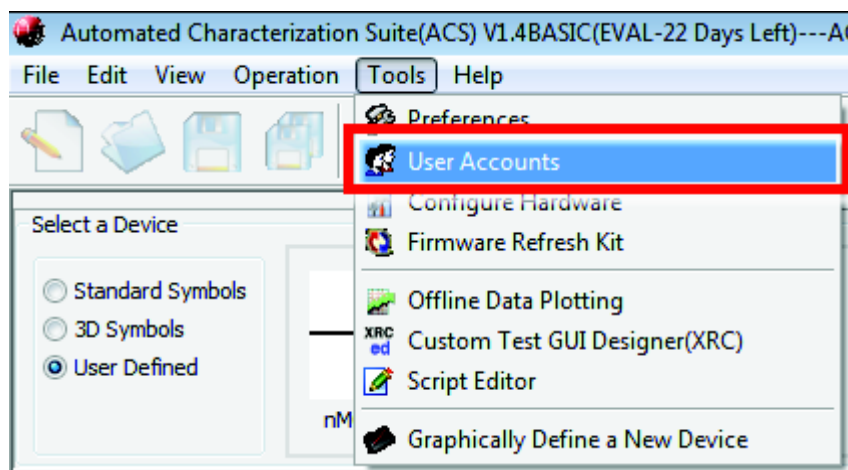 Automated Characterization Suite(ACS) V1.4BASIC(EVAL-22 Days Left)---A
File Edit View Operation Tools Help
Preferences
User Accounts
Configure Hardware
Firmware Refresh Kit
Offline Data Plotting
XRC ed Custom Test GUI Designer(XRC)
Script Editor
Graphically Define a New Device
Select a Device
Standard Symbols
3D Symbols
User Defined
nM